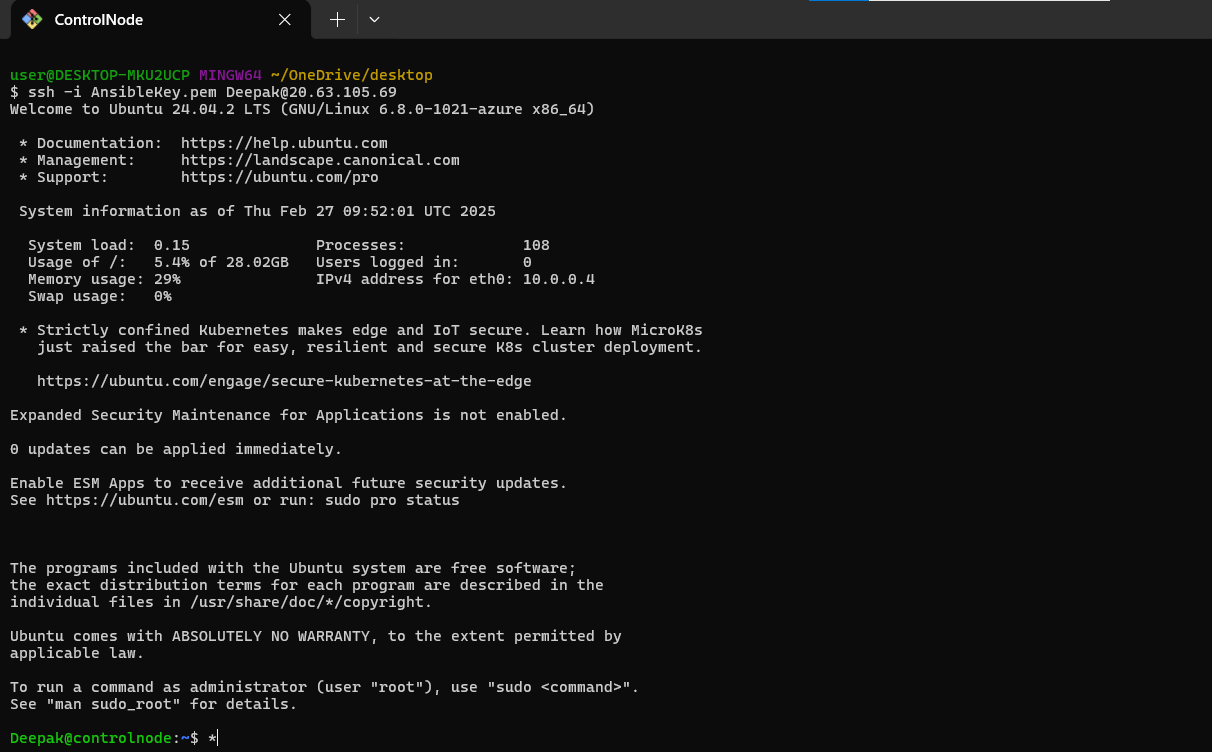 ControlNode
user@DESKTOP-MKU2UCP MINGW64 ~/OneDrive/desktop
$ ssh -i AnsibleKey.pem Deepak@20.63.105.69
Welcome to Ubuntu 24.04.2 LTS (GNU/Linux 6.8.0-1021-azure x86_64)
* Documentation:  https://help.ubuntu.com
* Management:     https://landscape.canonical.com
* Support:        https://ubuntu.com/pro
System information as of Thu Feb 27 09:52:01 UTC 2025
System load:  0.15              Processes:             108
Usage of /:   5.4% of 28.02GB   Users logged in:       0
Memory usage: 29%               IPv4 address for eth0: 10.0.0.4
Swap usage:   0%
* Strictly confined Kubernetes makes edge and IoT secure. Learn how MicroK8s
just raised the bar for easy, resilient and secure K8s cluster deployment.
https://ubuntu.com/engage/secure-kubernetes-at-the-edge
Expanded Security Maintenance for Applications is not enabled.
0 updates can be applied immediately.
Enable ESM Apps to receive additional future security updates.
See https://ubuntu.com/esm or run: sudo pro status
The programs included with the Ubuntu system are free software;
the exact distribution terms for each program are described in the
individual files in /usr/share/doc/*/copyright.
Ubuntu comes with ABSOLUTELY NO WARRANTY, to the extent permitted by
applicable law.
To run a command as administrator (user "root"), use "sudo <command>".
See "man sudo_root" for details.
Deepak@controlnode:~$ *